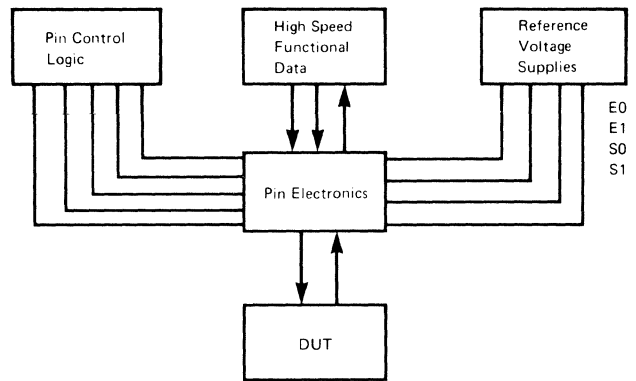 Pin Control
Logic
High Speed
Functional
Data
Reference
Voltage
Supplies
E0
E1
S0
S1
Pin Electronics
DUT